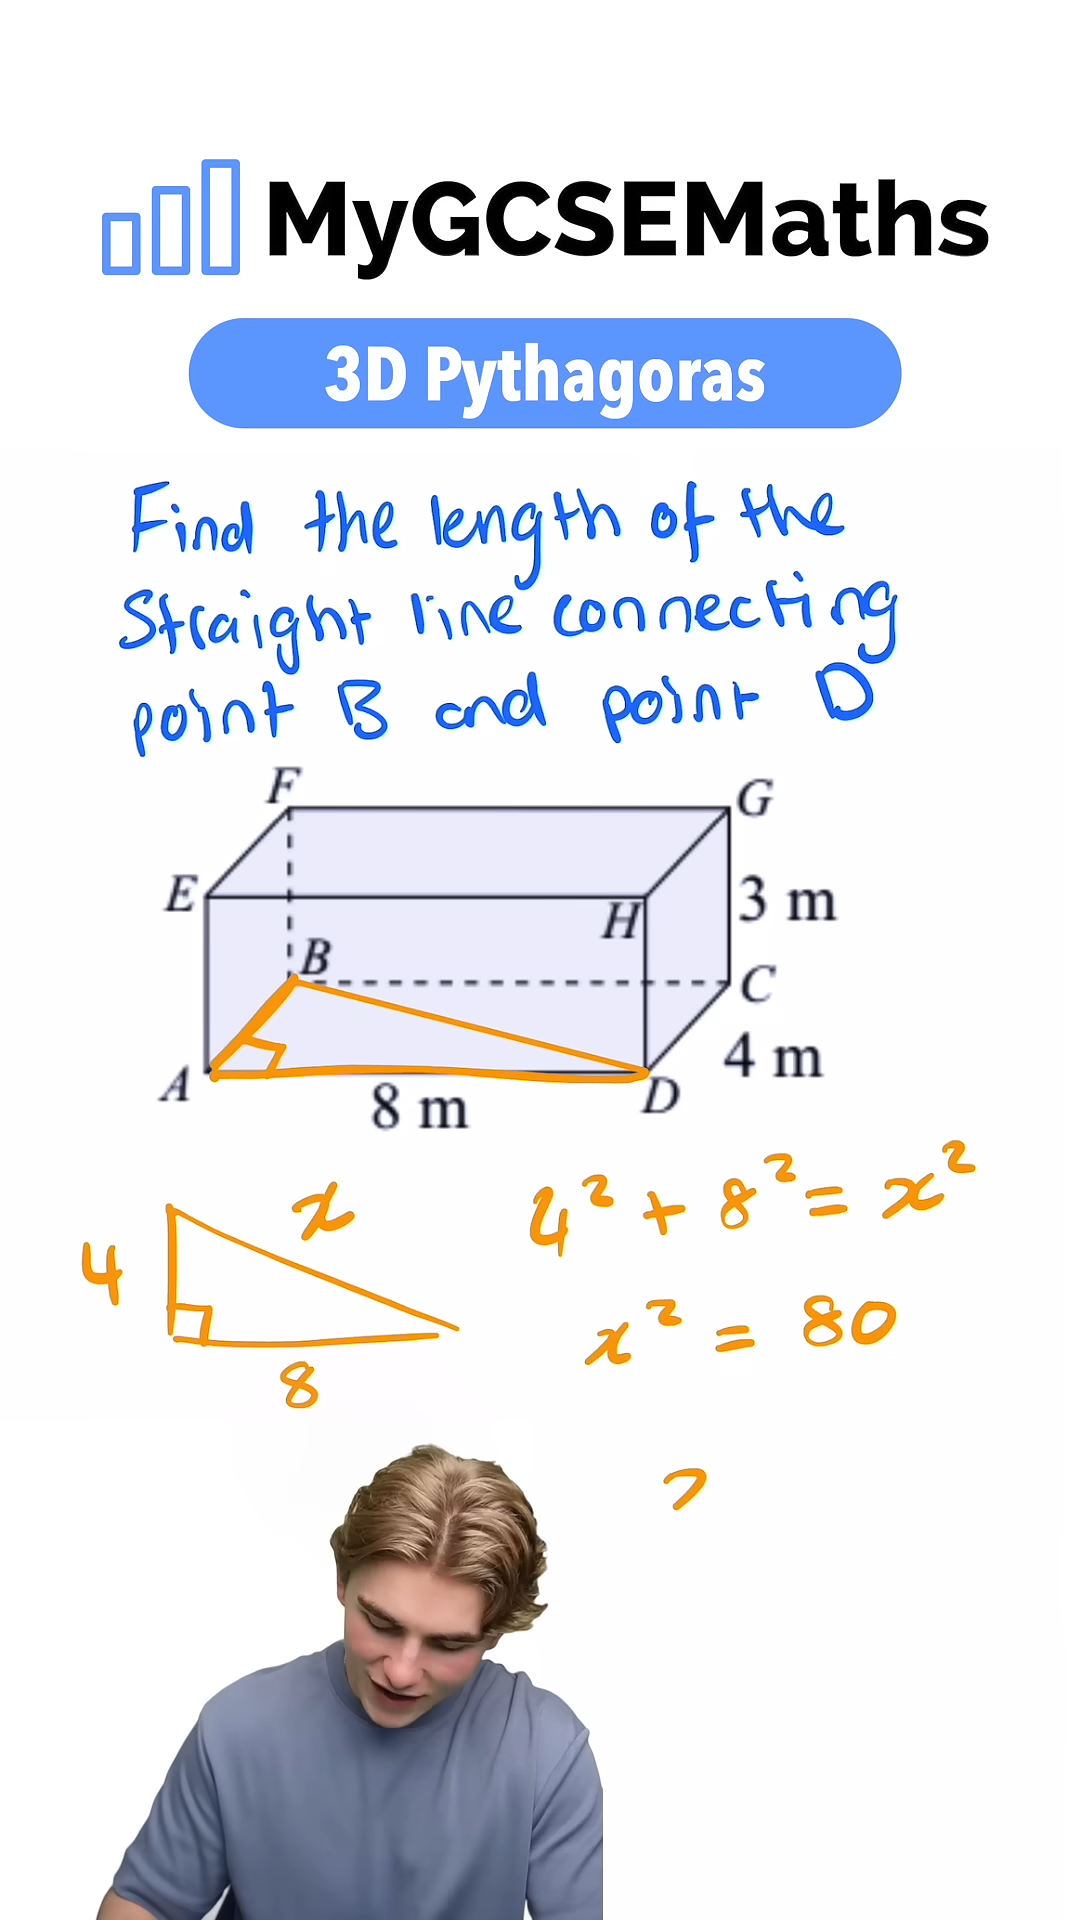 MyGCSEMaths
3D Pythagoras
Find the length of the
straight line connecting
point B and point D
F
G
E
H
3 m
B
C
A
4 m
D
8 m
x
4² + 8² = x²
4
x² = 80
8